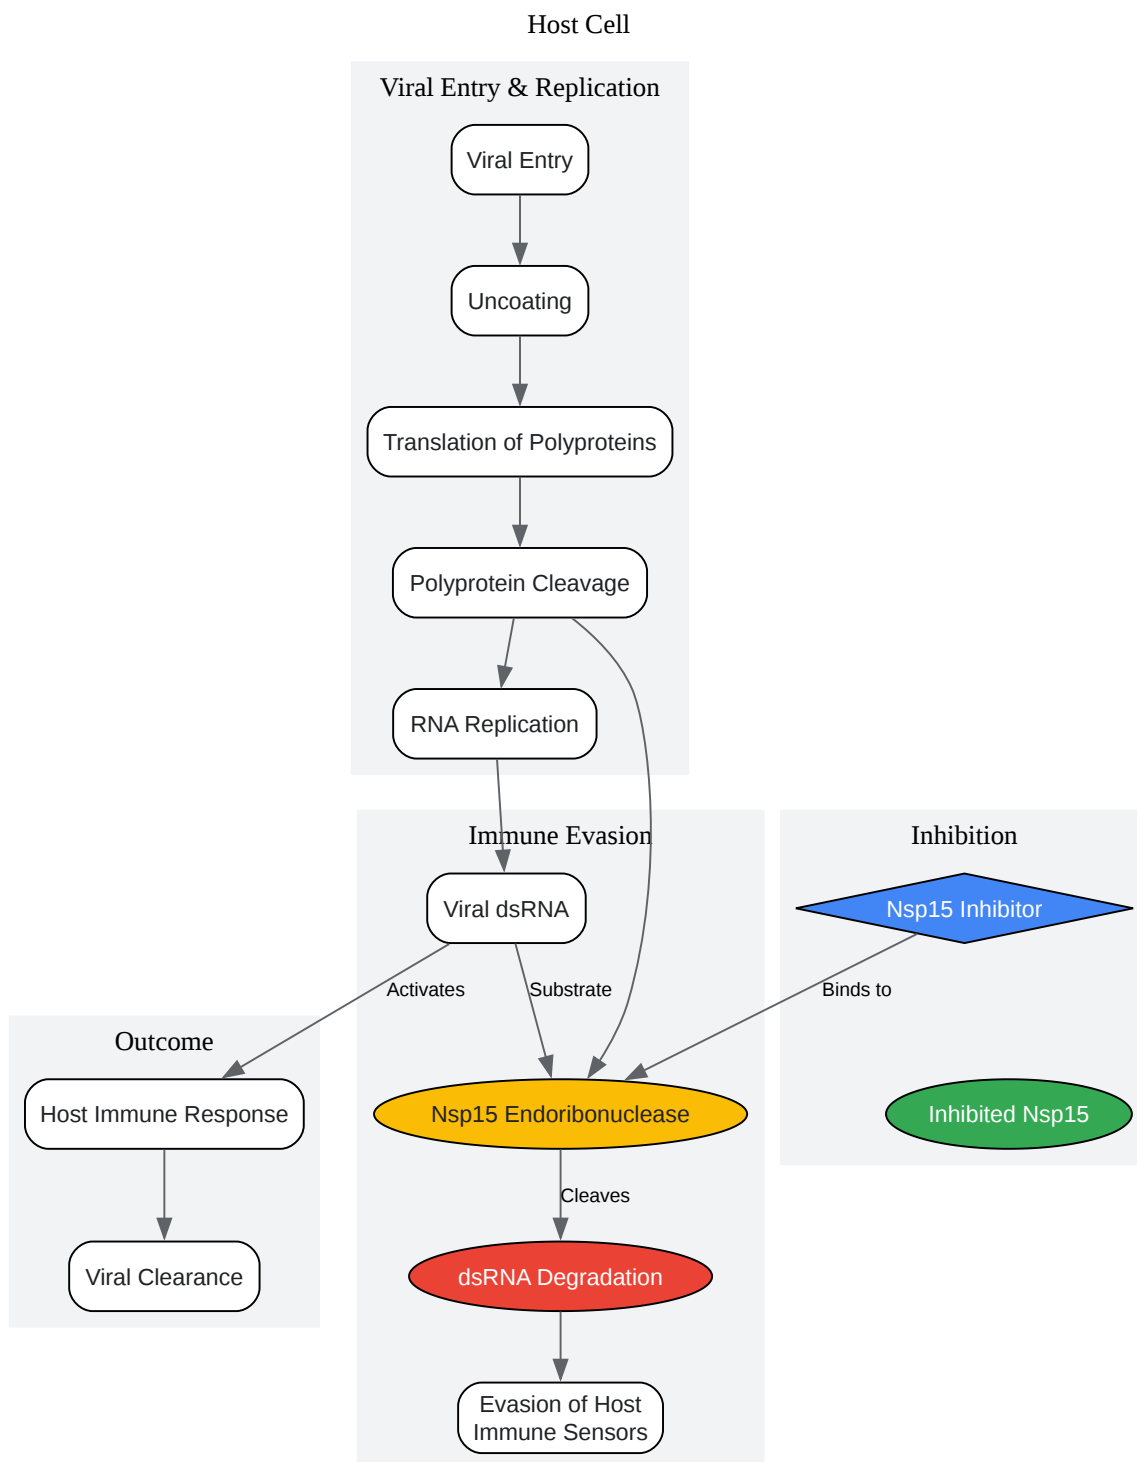 Host Cell
Viral Entry & Replication
Viral Entry
Uncoating
Translation of Polyproteins
Polyprotein Cleavage
RNA Replication
Immune Evasion
Inhibition
Viral dsRNA
Nsp15 Inhibitor
Activates
Substrate
Binds to
Outcome
Host Immune Response
Nsp15 Endoribonuclease
Inhibited Nsp15
Cleaves
Viral Clearance
dsRNA Degradation
Evasion of Host
Immune Sensors